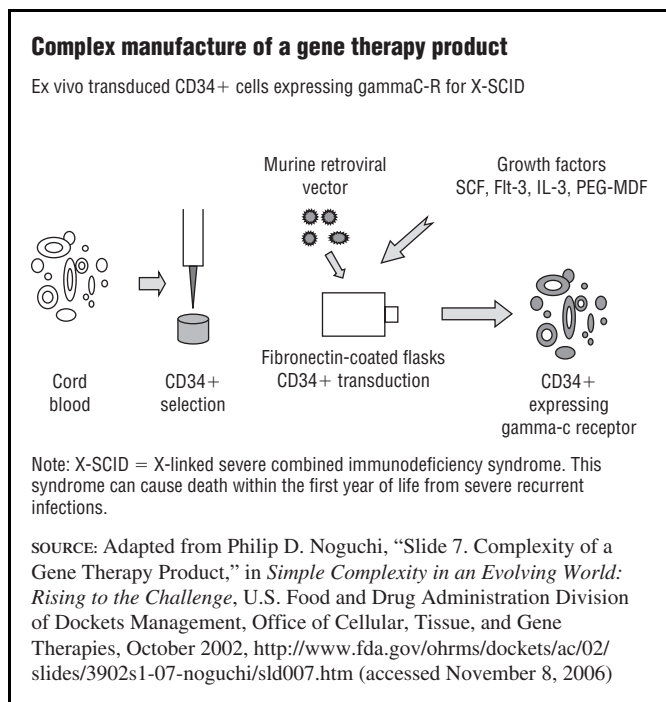 Complex manufacture of a gene therapy product
Ex vivo transduced CD34+ cells expressing gammaC-R for X-SCID
Murine retroviral
vector
Growth factors
SCF, Flt-3, IL-3, PEG-MDF
Cord
blood
CD34+
selection
Fibronectin-coated flasks
CD34+ transduction
CD34+
expressing
gamma-c receptor
Note: X-SCID = X-linked severe combined immunodeficiency syndrome. This
syndrome can cause death within the first year of life from severe recurrent
infections.
SOURCE: Adapted from Philip D. Noguchi, “Slide 7. Complexity of a
Gene Therapy Product,” in Simple Complexity in an Evolving World:
Rising to the Challenge, U.S. Food and Drug Administration Division
of Dockets Management, Office of Cellular, Tissue, and Gene
Therapies, October 2002, http://www.fda.gov/ohrms/dockets/ac/02/
slides/3902s1-07-noguchi/sld007.htm (accessed November 8, 2006)